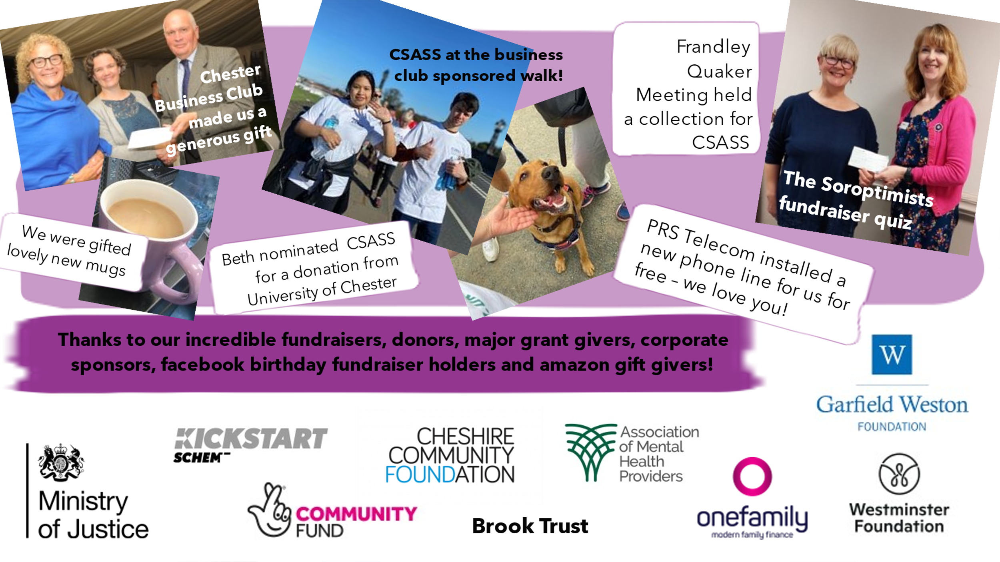 Chester
Business Club
made us a
generous gift
CSASS at the business
club sponsored walk!
Frandley
Quaker
Meeting held
a collection for
CSASS
The Soroptimists
fundraiser quiz
We were gifted
lovely new mugs
Beth nominated CSASS
for a donation from
University of Chester
PRS Telecom installed a
new phone line for us for
free – we love you!
Thanks to our incredible fundraisers, donors, major grant givers, corporate
sponsors, facebook birthday fundraiser holders and amazon gift givers!
W
Garfield Weston
FOUNDATION
KICKSTART
SCHEM
CHESHIRE
COMMUNITY
FOUNDATION
Association
of Mental
Health
Providers
Ministry
of Justice
COMMUNITY
FUND
Brook Trust
onefamily
modern family finance
Westminster
Foundation